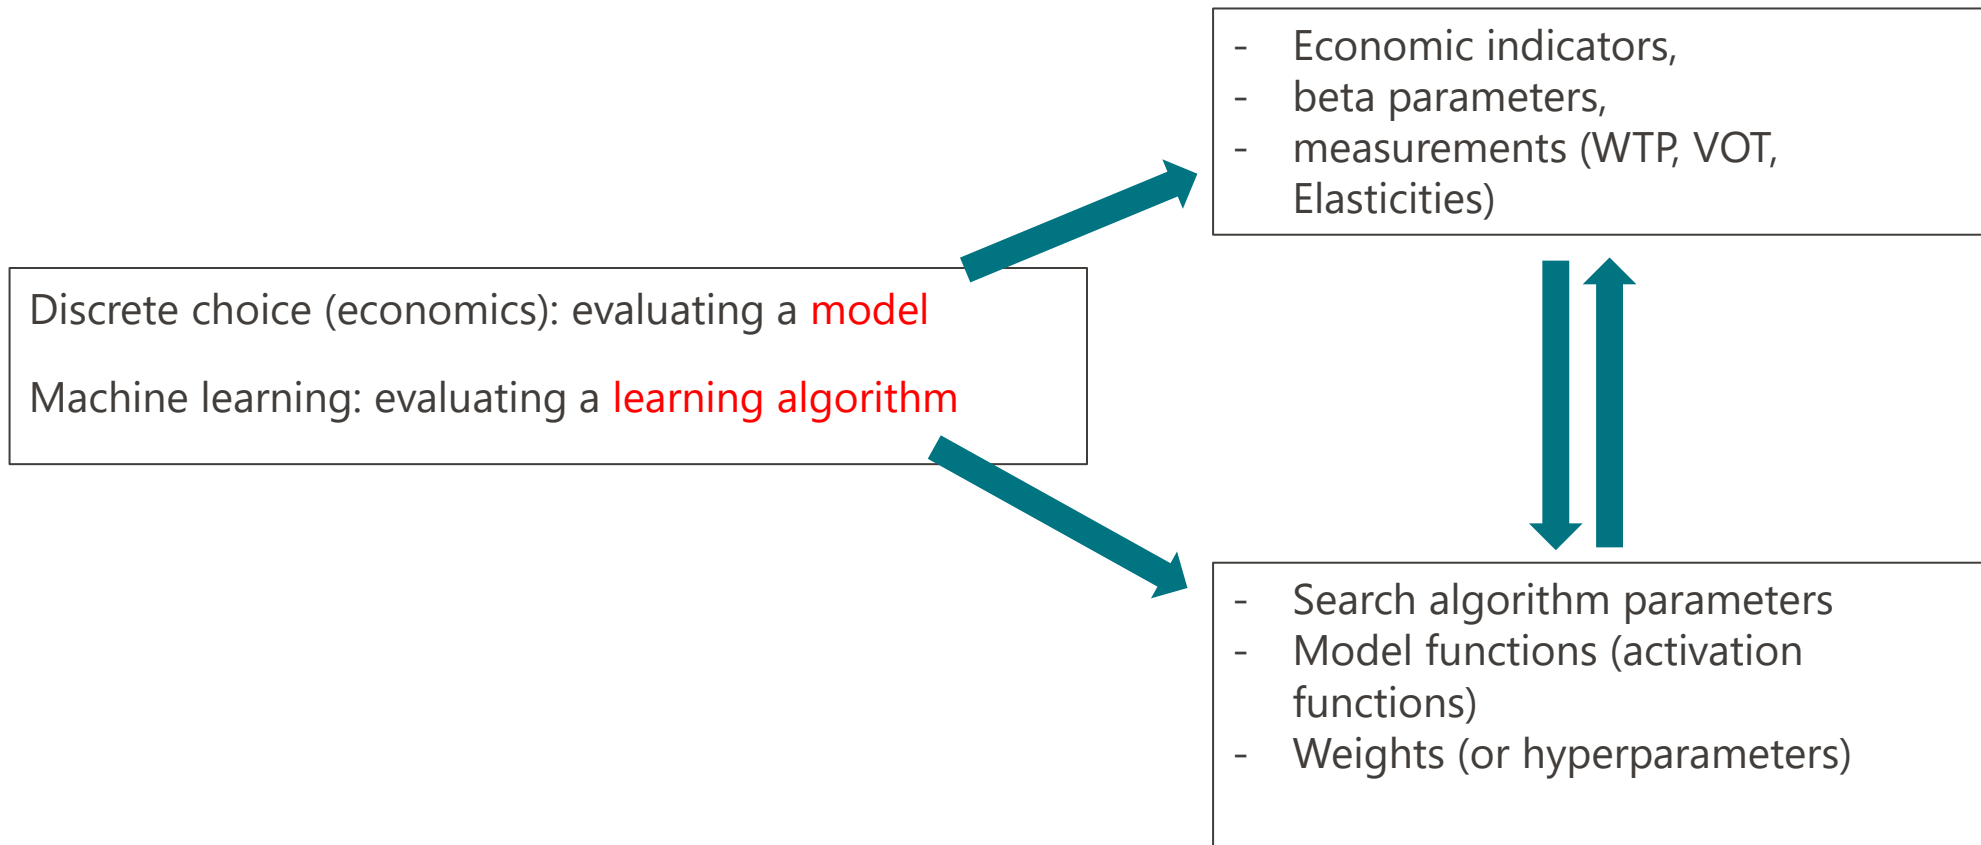 - Economic indicators,
- beta parameters,
- measurements (WTP, VOT,
Elasticities)
Discrete choice (economics): evaluating a model
Machine learning: evaluating a learning algorithm
- Search algorithm parameters
- Model functions (activation
functions)
- Weights (or hyperparameters)